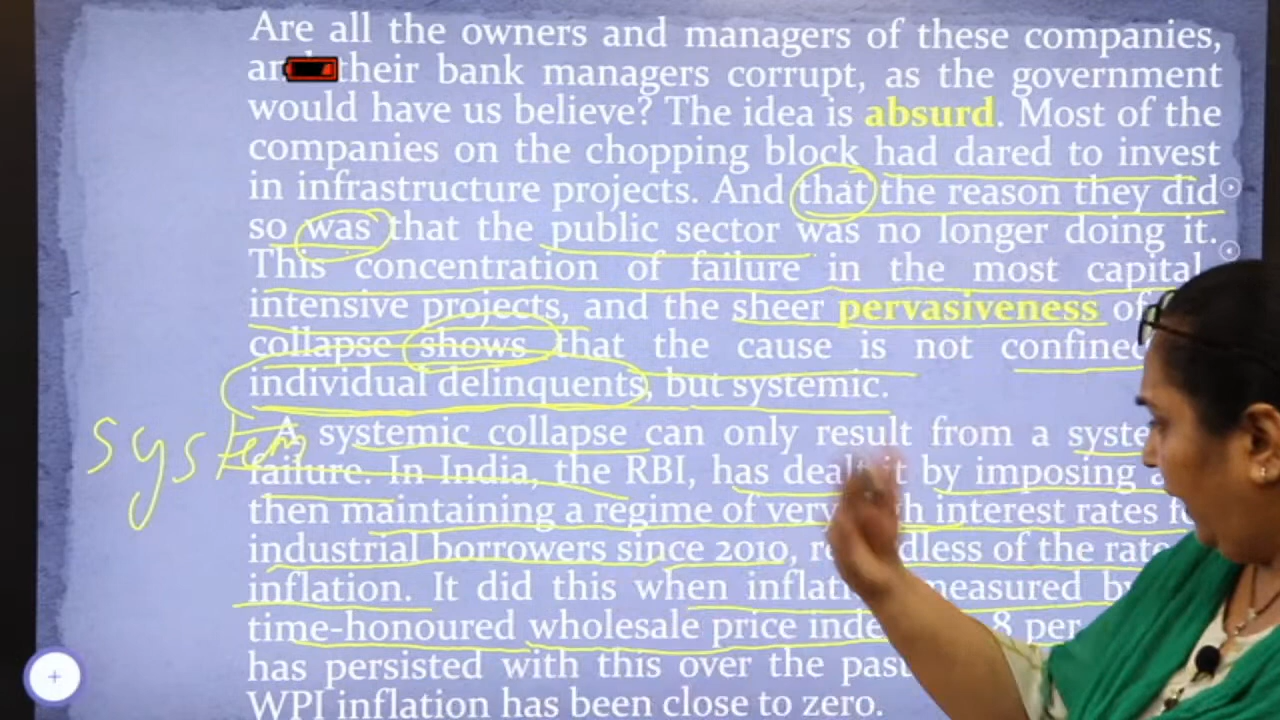 Are all the owners and managers of these companies,
their bank managers corrupt, as the government
would have us believe? The idea is absurd. Most of the
companies on the chopping block had dared to invest
in infrastructure projects. And that the reason they did
so was that the public sector was no longer doing it.
This concentration of failure in the most capital
intensive projects, and the sheer pervasiveness of
collapse shows that the cause is not confined
individual delinquents, but systemic.
A systemic collapse can only result from a
system
failure. In India, the RBI, has dealt it by imposing
then maintaining a regime of very high interest rates
industrial borrowers since 2010, regardless of the rate
inflation. It did this when inflation measured
time-honoured wholesale price index 8 per
has persisted with this over the past
WPI inflation has been close to zero.